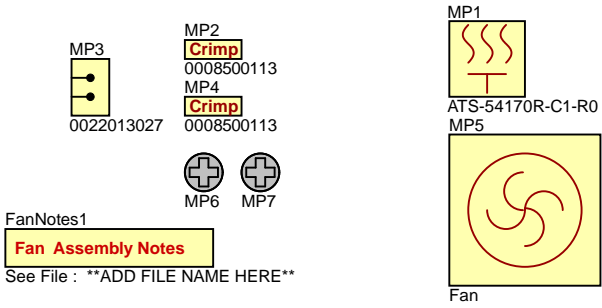 MP2
Crimp
0008500113
MP3
0022013027
MP4
Crimp
0008500113
MP6
MP7
FanNotes1
Fan Assembly Notes
See File : **ADD FILE NAME HERE**
MP1
ATS-54170R-C1-R0
MP5
Fan